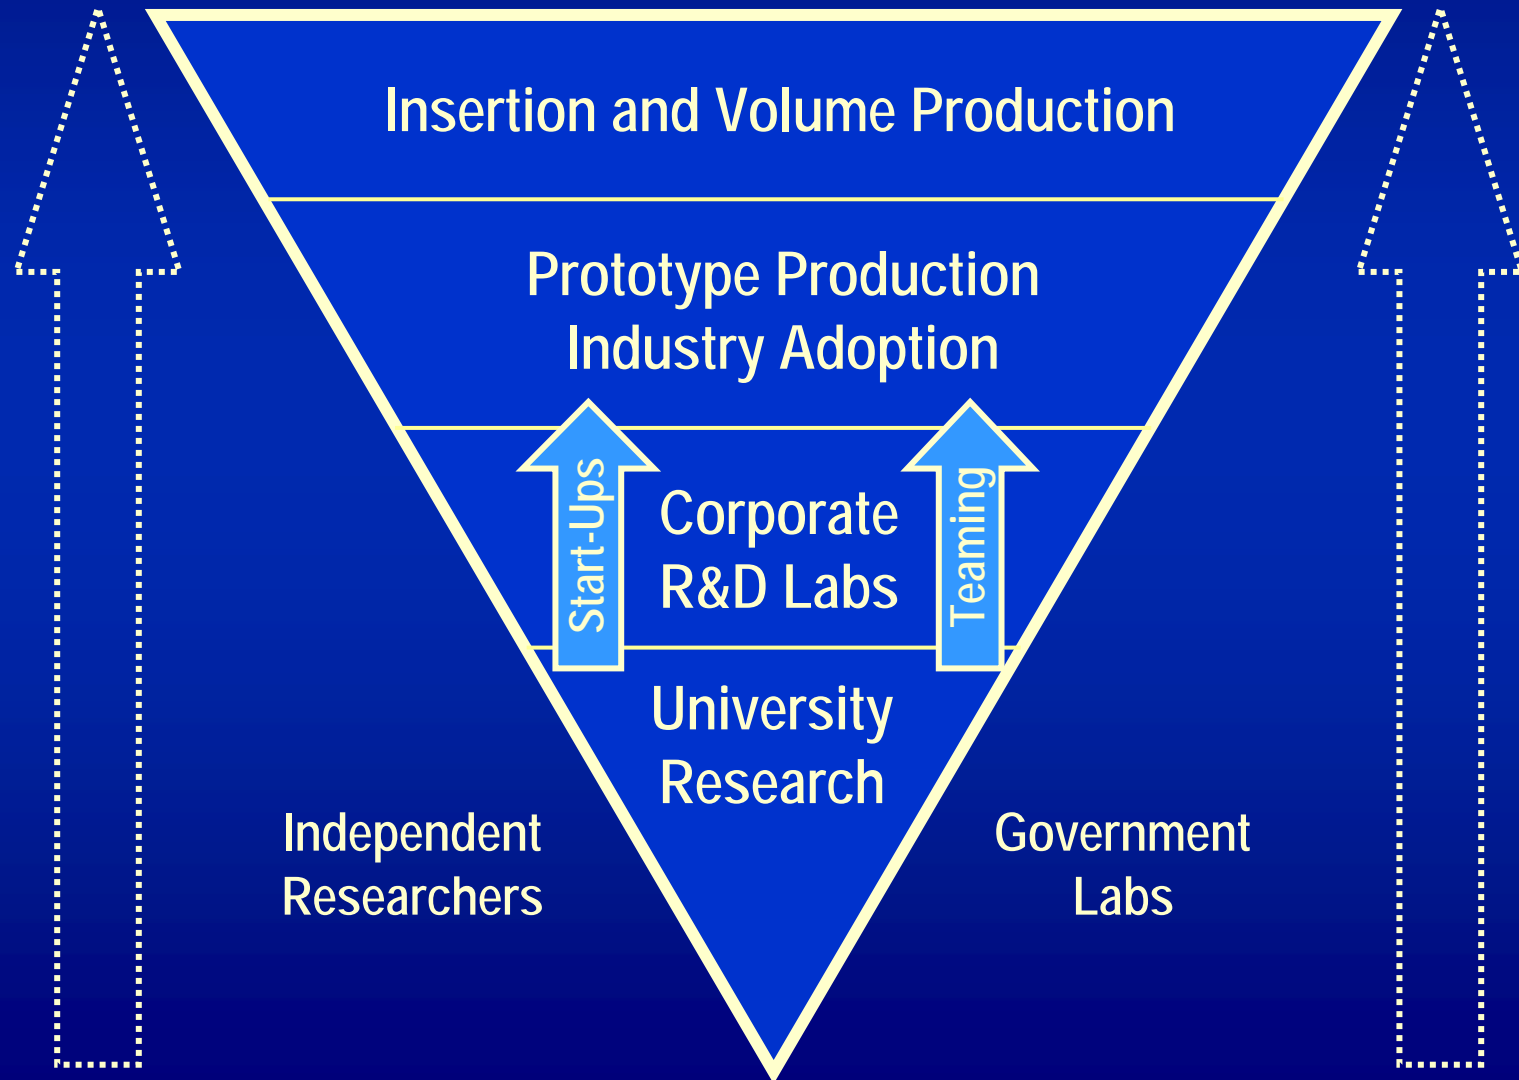 Insertion and Volume Production
Prototype Production
Industry Adoption
Start-Ups
Corporate
R&D Labs
Teaming
University
Research
Independent
Researchers
Government
Labs